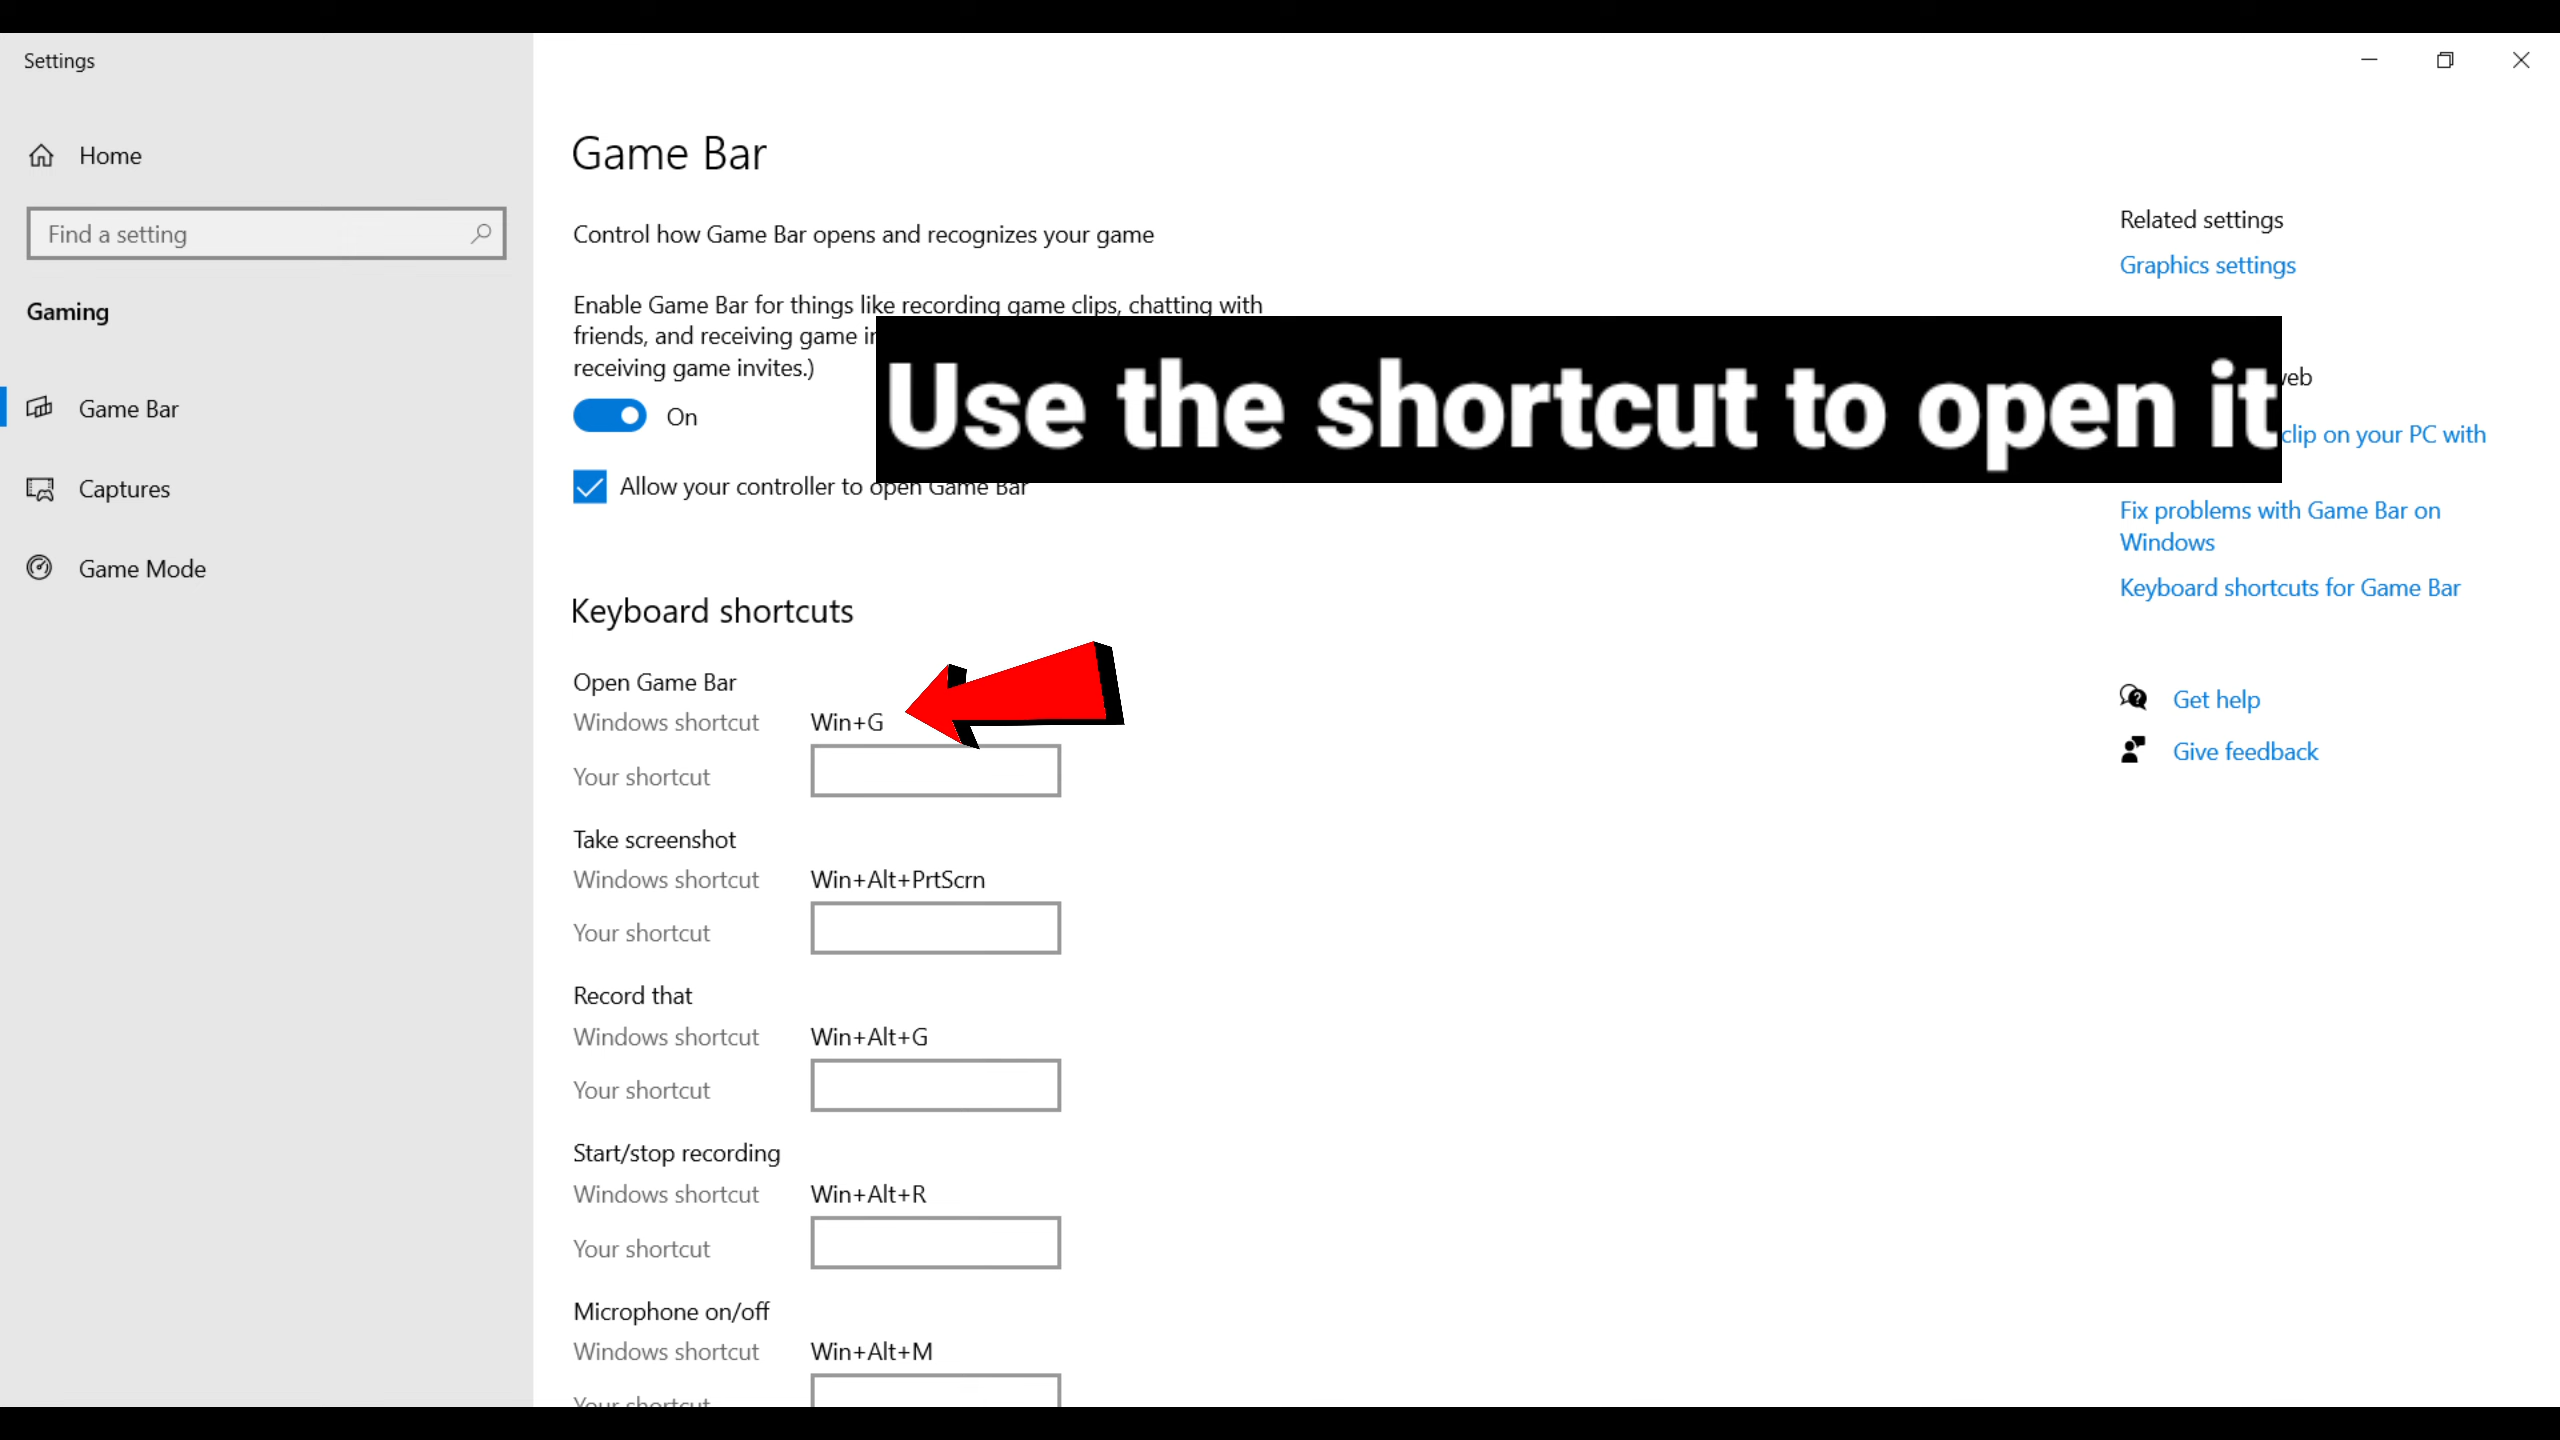 Settings
Home
Find a setting
Gaming
Game Bar
Captures
Game Mode
Game Bar
Control how Game Bar opens and recognizes your game
Enable Game Bar for things like recording game clips, chatting with
friends, and receiving game
receiving game invites.)
On
Allow your controller to open Game Bar
Use the shortcut to open it
Keyboard shortcuts
Open Game Bar
Windows shortcut Win+G
Your shortcut
Take screenshot
Windows shortcut Win+Alt+PrtScrn
Your shortcut
Record that
Windows shortcut Win+Alt+G
Your shortcut
Start/stop recording
Windows shortcut Win+Alt+R
Your shortcut
Microphone on/off
Windows shortcut Win+Alt+M
Your shortcut
Related settings
Graphics settings
clip on your PC with
Fix problems with Game Bar on
Windows
Keyboard shortcuts for Game Bar
Get help
Give feedback